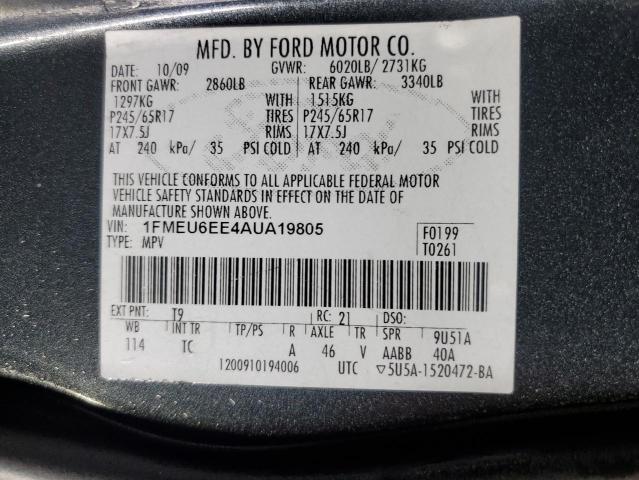 MFD. BY FORD MOTOR CO.
DATE: 10/09 GVWR: 6020LB/ 2731KG
FRONT GAWR: 2860LB REAR GAWR: 3340LB
1297KG WITH 1515KG WITH
P245/65R17 TIRES P245/65R17 TIRES
17X7.5J RIMS 17X7.5J RIMS
AT 240 kPa/ 35 PSI COLD AT 240 kPa/ 35 PSI COLD
THIS VEHICLE CONFORMS TO ALL APPLICABLE FEDERAL MOTOR
VEHICLE SAFETY STANDARDS IN EFFECT ON THE DATE OF
MANUFACTURE SHOWN ABOVE.
VIN: 1FMEU6EE4AUA19805 F0199
TYPE: MPV T0261
EXT PNT: T9 RC: 21 DSO:
WB INT TR TP/PS R AXLE TR SPR 9U51A
114 TC A 46 V AABB 40A
1200910194006 UTC ▽5U5A-1520472-BA